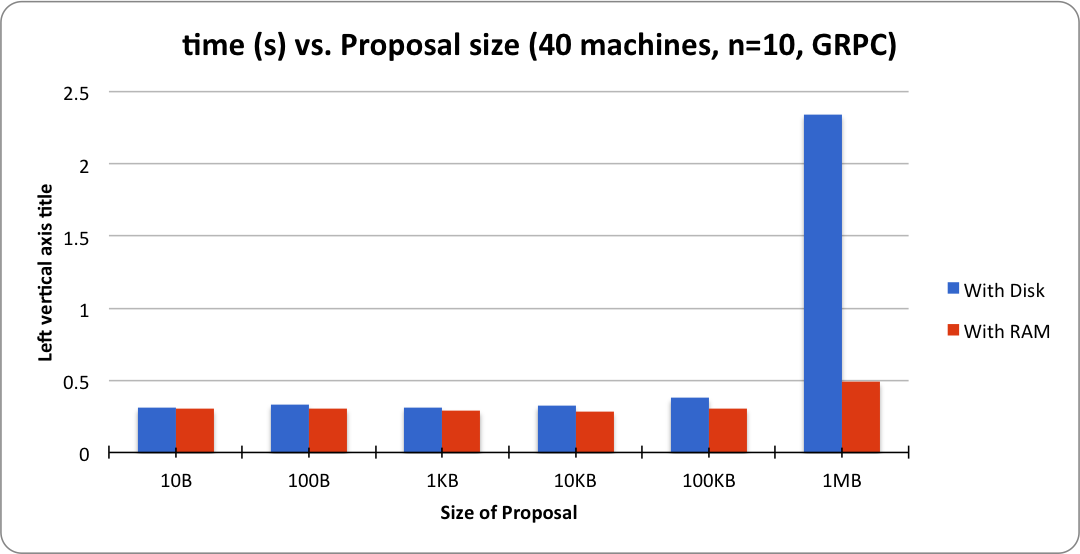 time (s) vs. Proposal size (40 machines, n=10, GRPC)
2.5
2
1.5
1
0.5
0
Left vertical axis title
10B 100B 1KB 10KB 100KB 1MB
Size of Proposal
With Disk
With RAM